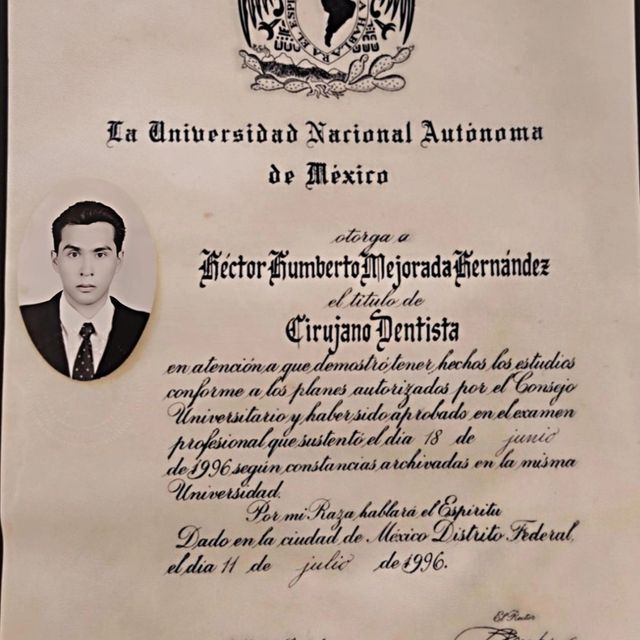 HABLARA EL ESP
La Universidad Nacional Autónoma
de México
otorga a
Héctor Humberto Mejorada Hernández
el título de
Cirujano Dentista
en atención a que demostró tener hechos los estudios
conforme a los planes autorizados por el Consejo
Universitario y haber sido aprobado en el examen
profesional que sustentó el día 18 de junio
de 1996 según constancias archivadas en la misma
Universidad.
Por mi Raza hablará el Espíritu
Dado en la ciudad de México Distrito Federal,
el día 11 de julio de 1996.
El Rector